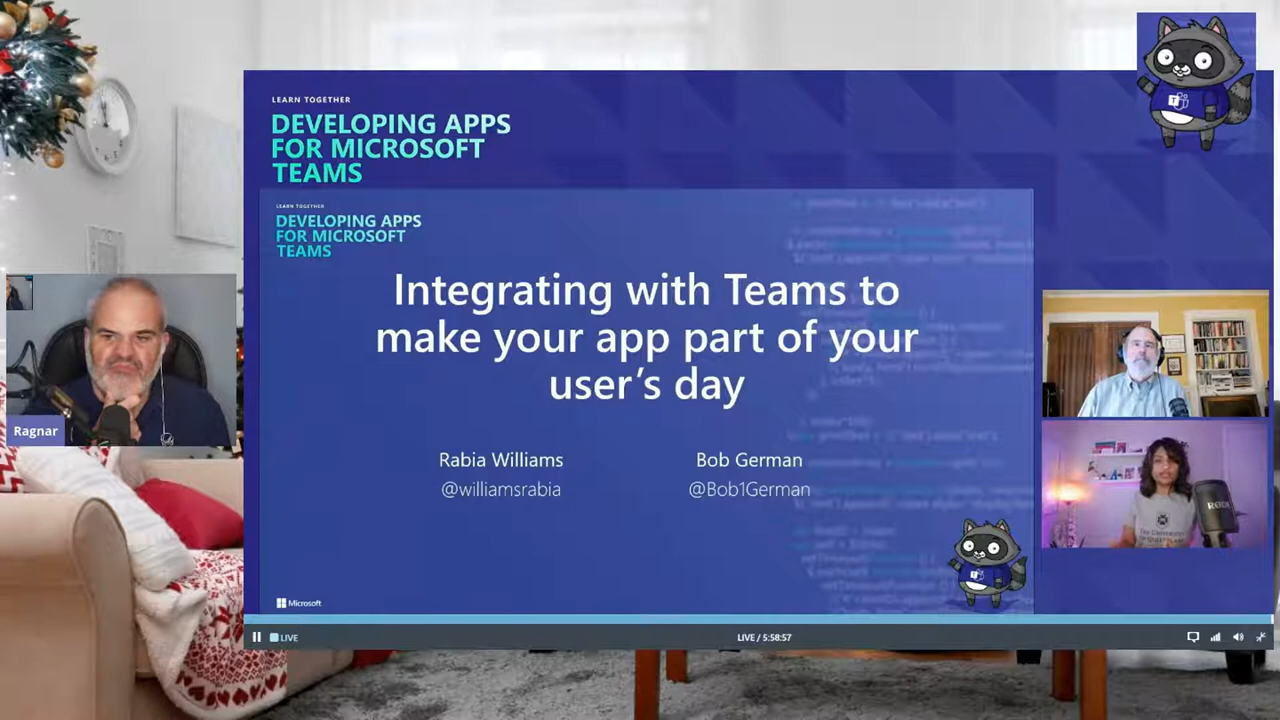 LEARN TOGETHER
DEVELOPING APPS
FOR MICROSOFT
TEAMS
LEARN TOGETHER
DEVELOPING APPS
FOR MICROSOFT
TEAMS
Integrating with Teams to
make your app part of your
user's day
Rabia Williams
@williamsrabia
Bob German
@Bob1German
Microsoft
LIVE
LIVE / 5:58:57
Ragnar
RØDE